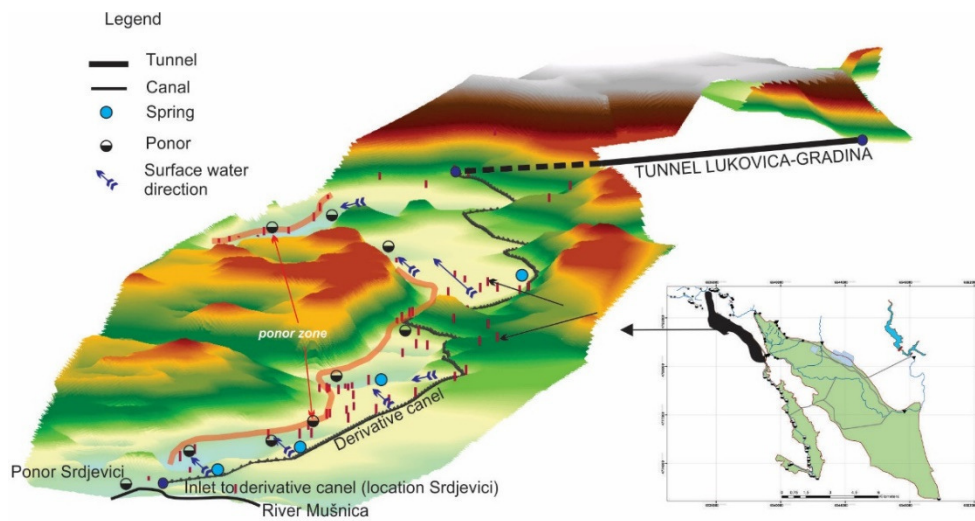 Legend
Tunnel
Canal
Spring
Ponor
Surface water
direction
TUNNEL LUKOVICA-GRADINA
ponor zone
Derivative canel
Ponor Srdjevici
Inlet to derivative canel (location Srdjevici)
River Mušnica